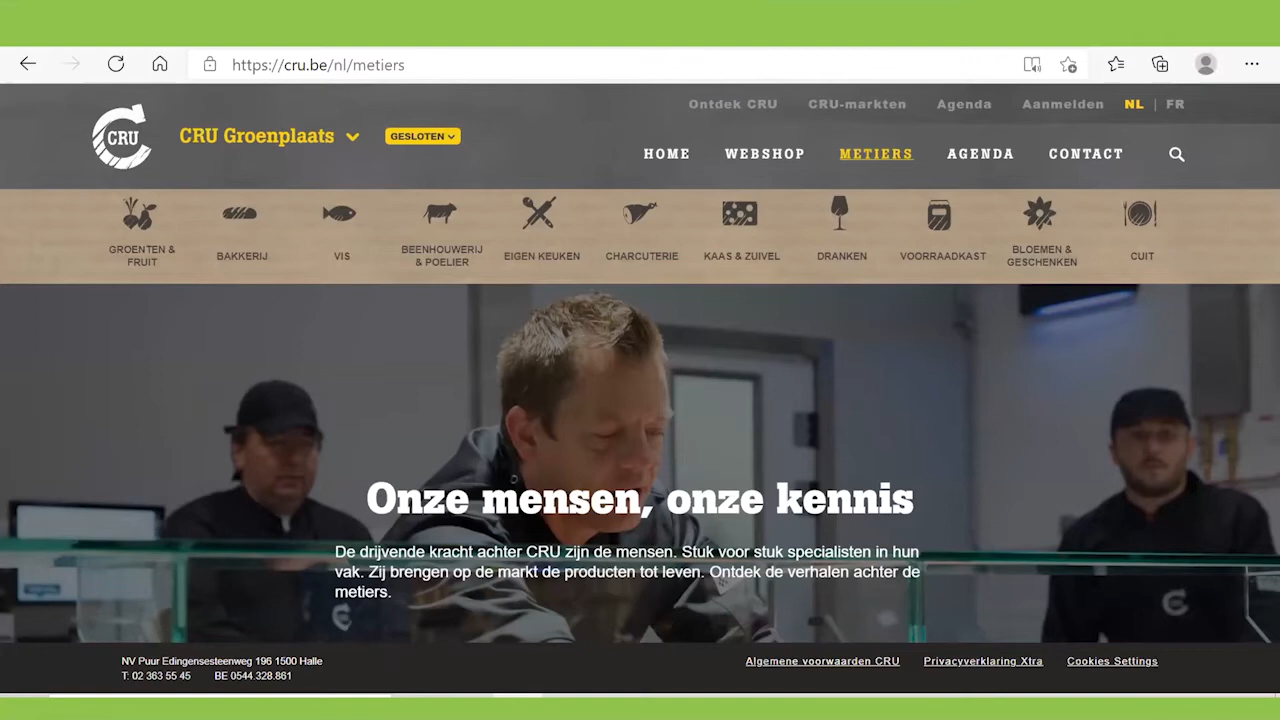 https://cru.be/nl/metiers
Ontdek CRU CRU-markten Agenda Aanmelden NL | FR
CRU
CRU Groenplaats
GESLOTEN
HOME WEBSHOP METIERS AGENDA CONTACT
GROENTEN &
FRUIT
BAKKERIJ
VIS
BEENHOUWERIJ
& POELIER
EIGEN KEUKEN
CHARCUTERIE
KAAS & ZUIVEL
DRANKEN
VOORRAADKAST
BLOEMEN &
GESCHENKEN
CUIT
Onze mensen, onze kennis
De drijvende kracht achter CRU zijn de mensen. Stuk voor stuk specialisten in hun
vak. Zij brengen op de markt de producten tot leven. Ontdek de verhalen achter de
metiers.
NV Puur Edingensesteenweg 196 1500 Halle
T: 02 363 55 45 BE 0544.328.861
Algemene voorwaarden CRU Privacyverklaring Xtra Cookies Settings